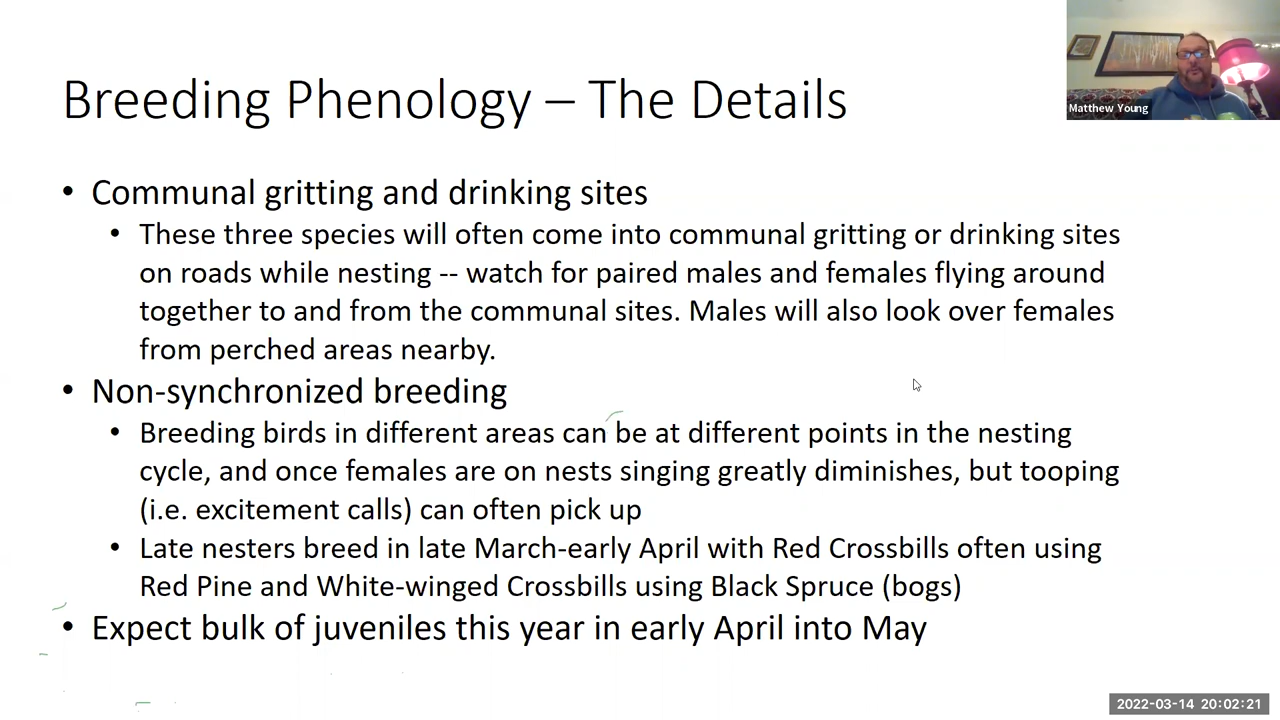 Matthew Young
Breeding Phenology – The Details
• Communal gritting and drinking sites
• These three species will often come into communal gritting or drinking sites
on roads while nesting -- watch for paired males and females flying around
together to and from the communal sites. Males will also look over females
from perched areas nearby.
• Non-synchronized breeding
• Breeding birds in different areas can be at different points in the nesting
cycle, and once females are on nests singing greatly diminishes, but tooping
(i.e. excitement calls) can often pick up
• Late nesters breed in late March-early April with Red Crossbills often using
Red Pine and White-winged Crossbills using Black Spruce (bogs)
• Expect bulk of juveniles this year in early April into May
2022-03-14 20:02:21